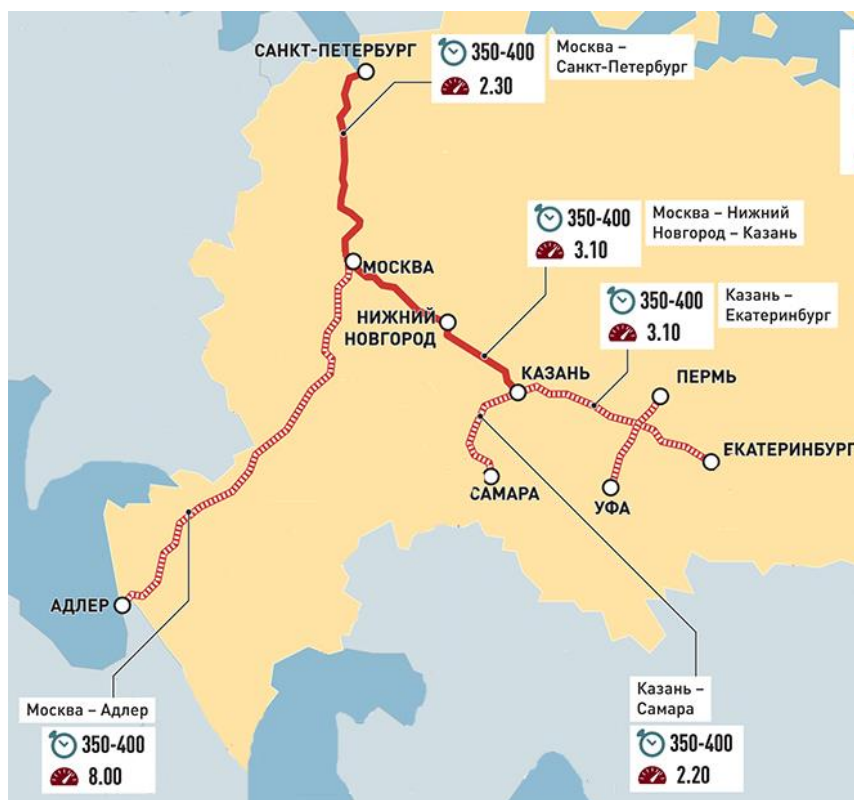 САНКТ-ПЕТЕРБУРГ
350-400
2.30
Москва –
Санкт-Петербург
350-400
3.10
Москва – Нижний
Новгород – Казань
МОСКВА
НИЖНИЙ
НОВГОРОД
350-400
3.10
Казань –
Екатеринбург
КАЗАНЬ
ПЕРМЬ
ЕКАТЕРИНБУРГ
САМАРА
УФА
АДЛЕР
Москва – Адлер
350-400
8.00
Казань –
Самара
350-400
2.20